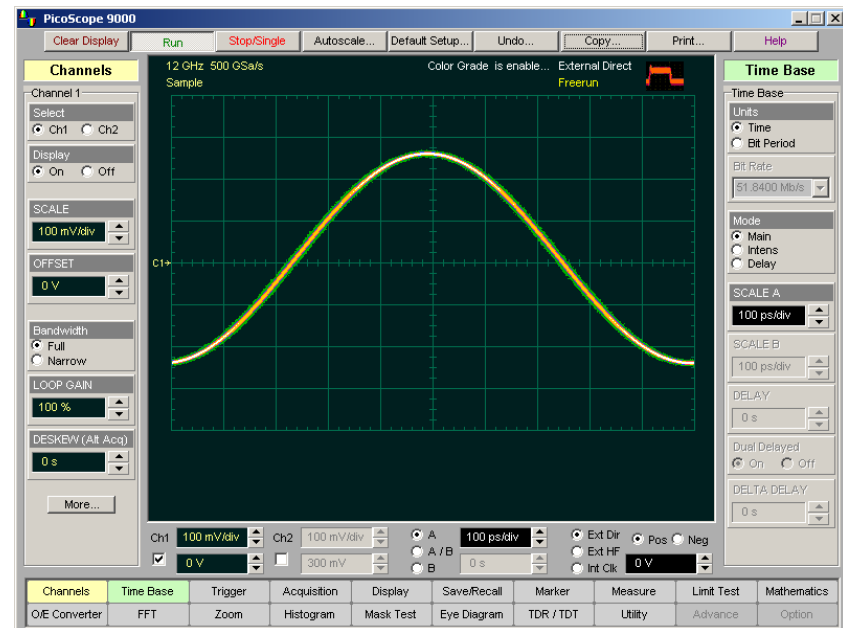 PicoScope 9000
Clear Display Run Stop/Single Autoscale... Default Setup... Undo... Copy... Print... Help
Channels
Channel 1
Select
Ch1 Ch2
Display
On Off
SCALE
100 mV/div
OFFSET
0 V
Bandwidth
Full
Narrow
LOOP GAIN
100 %
DESKEW (Alt Acq)
0 s
More...
12 GHz 500 GSa/s Color Grade is enable... External Direct
Sample Freerun
C1
Time Base
Time Base
Units
Time
Bit Period
Bit Rate
51.8400 Mb/s
Mode
Main
Intens
Delay
SCALE A
100 ps/div
SCALE B
100 ps/div
DELAY
0 s
Dual Delayed
On Off
DELTA DELAY
0 s
Ch1 100 mV/div Ch2 100 mV/div A 100 ps/div Ext Dir Pos Neg
A / B Ext HF
0 V 300 mV B 0 s Int Clk 0 V
Channels Time Base Trigger Acquisition Display Save/Recall Marker Measure Limit Test Mathematics
O/E Converter FFT Zoom Histogram Mask Test Eye Diagram TDR / TDT Utility Advance Option